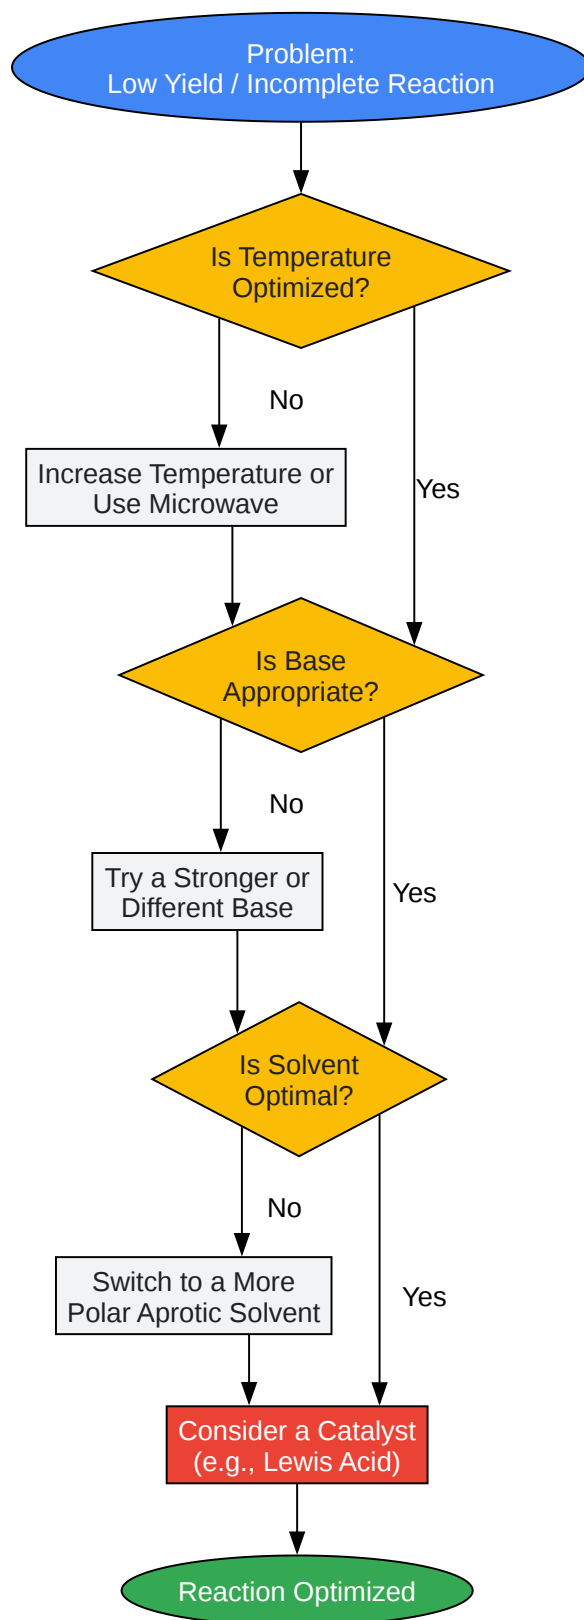 Problem:
Low Yield / Incomplete Reaction
Is Temperature
Optimized?
No
Increase Temperature or
Use Microwave
Yes
Is Base
Appropriate?
No
Try a Stronger or
Different Base
Yes
Is Solvent
Optimal?
No
Switch to a More
Polar Aprotic Solvent
Yes
Consider a Catalyst
(e.g., Lewis Acid)
Reaction Optimized